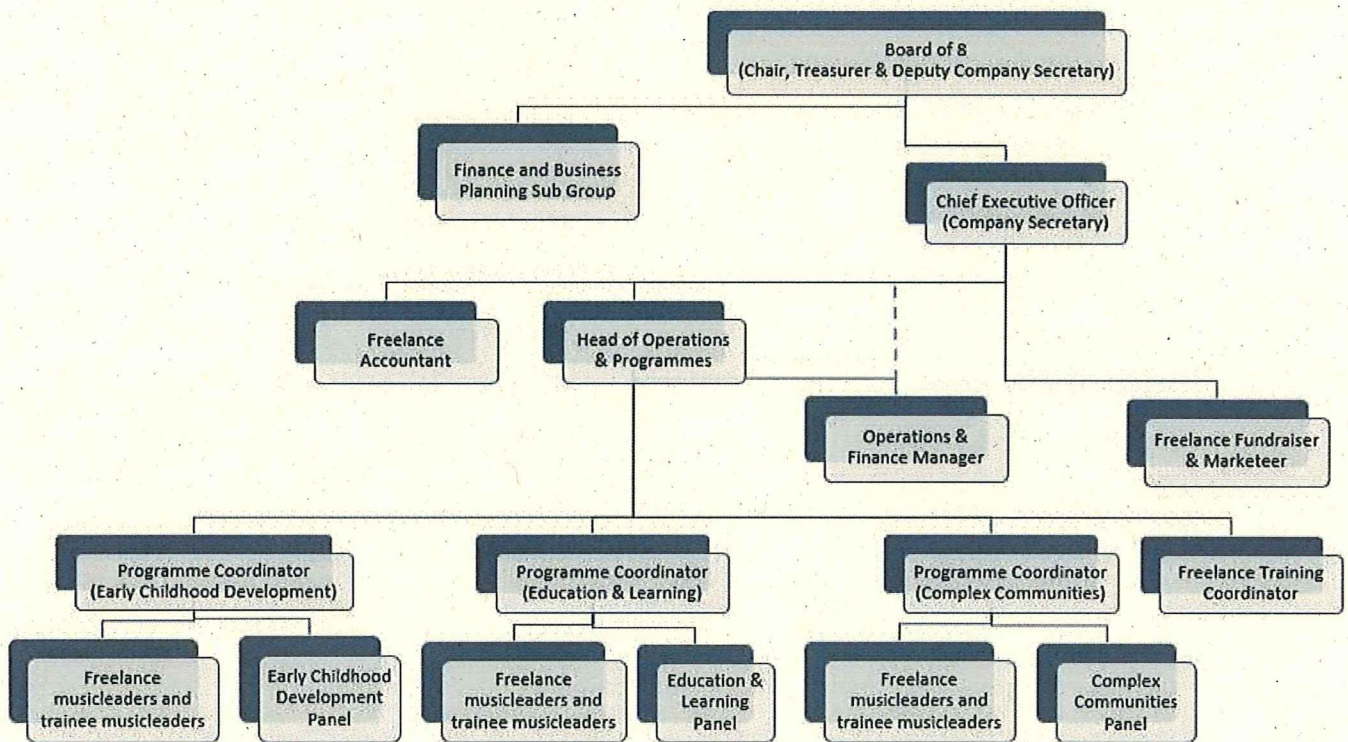 Board of 8
(Chair, Treasurer & Deputy Company Secretary)
Finance and Business
Planning Sub Group
Chief Executive Officer
(Company Secretary)
Freelance
Accountant
Head of Operations
& Programmes
Operations &
Finance Manager
Freelance Fundraiser
& Marketeer
Programme Coordinator
(Early Childhood Development)
Programme Coordinator
(Education & Learning)
Programme Coordinator
(Complex Communities)
Freelance Training
Coordinator
Freelance
musicleaders and
trainee musicleaders
Early Childhood
Development
Panel
Freelance
musicleaders and
trainee musicleaders
Education &
Learning
Panel
Freelance
musicleaders and
trainee musicleaders
Complex
Communities
Panel